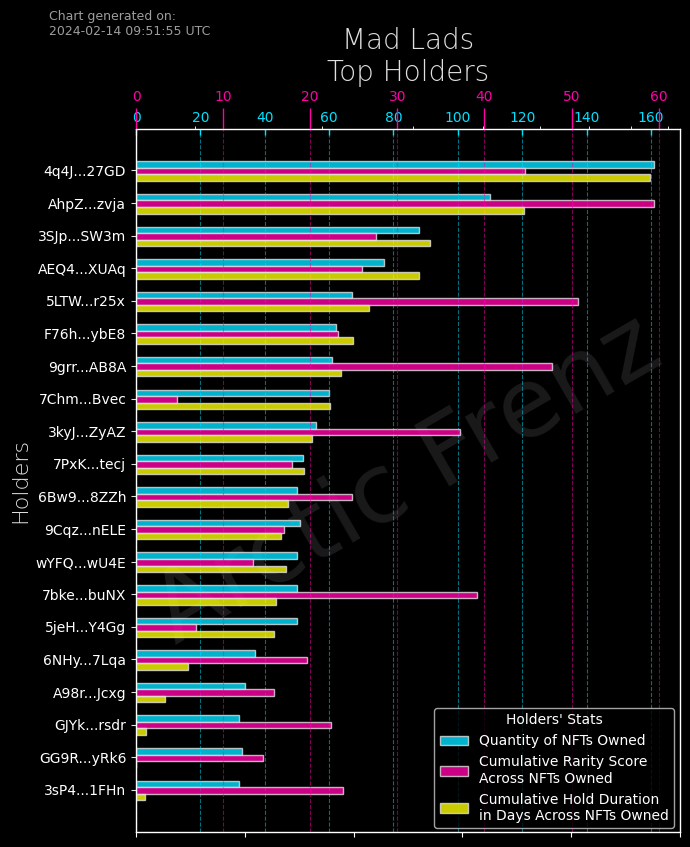 Chart generated on:
2024-02-14 09:51:55 UTC
Mad Lads
Top Holders
0 10 20 30 40 50 60
0 20 40 60 80 100 120 140 160
Holders
4q4J...27GD
AhpZ...zvja
3SJp...SW3m
AEQ4...XUAq
5LTW...r25x
F76h...ybE8
9grr...AB8A
7Chm...Bvec
3kyJ...ZyAZ
7PxK...tecj
6Bw9...8ZZh
9Cqz...nELE
wYFQ...wU4E
7bke...buNX
5jeH...Y4Gg
6NHy...7Lqa
A98r...Jcxg
GJYk...rsdr
GG9R...yRk6
3sP4...1FHn
Arctic Frenz
Holders' Stats
Quantity of NFTs Owned
Cumulative Rarity Score
Across NFTs Owned
Cumulative Hold Duration
in Days Across NFTs Owned